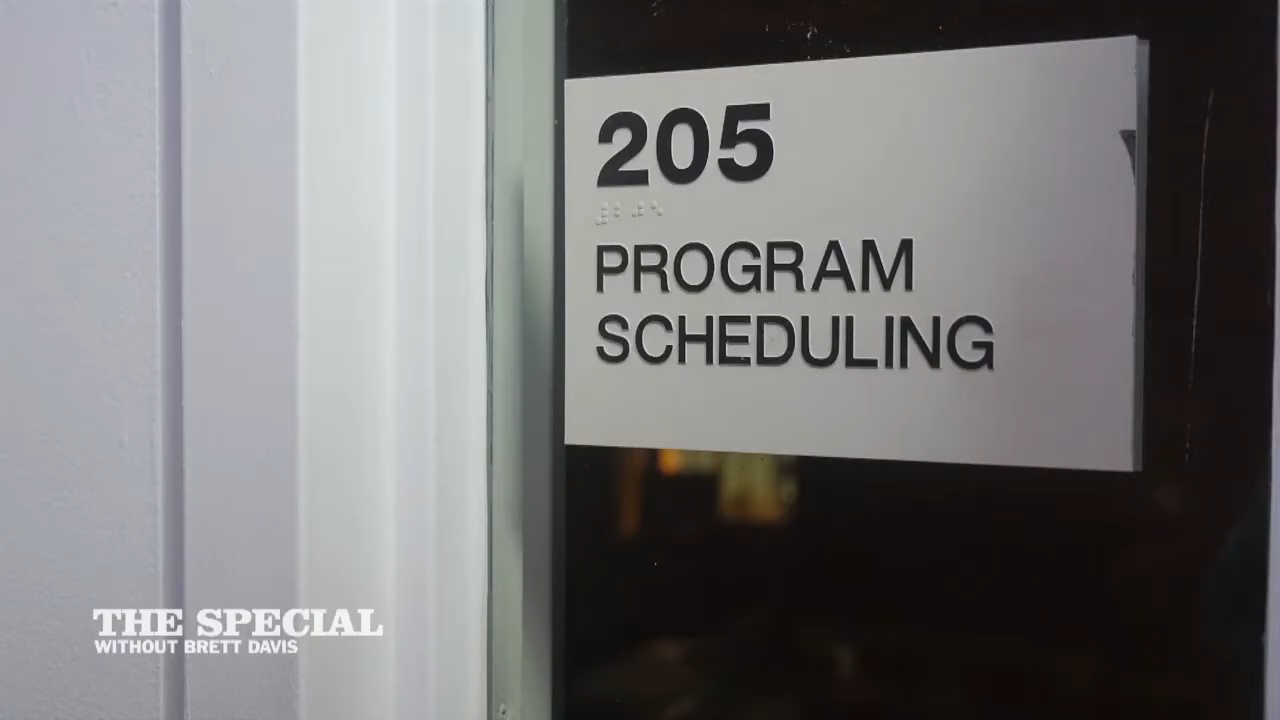 205
PROGRAM
SCHEDULING
THE SPECIAL
WITHOUT BRETT DAVIS